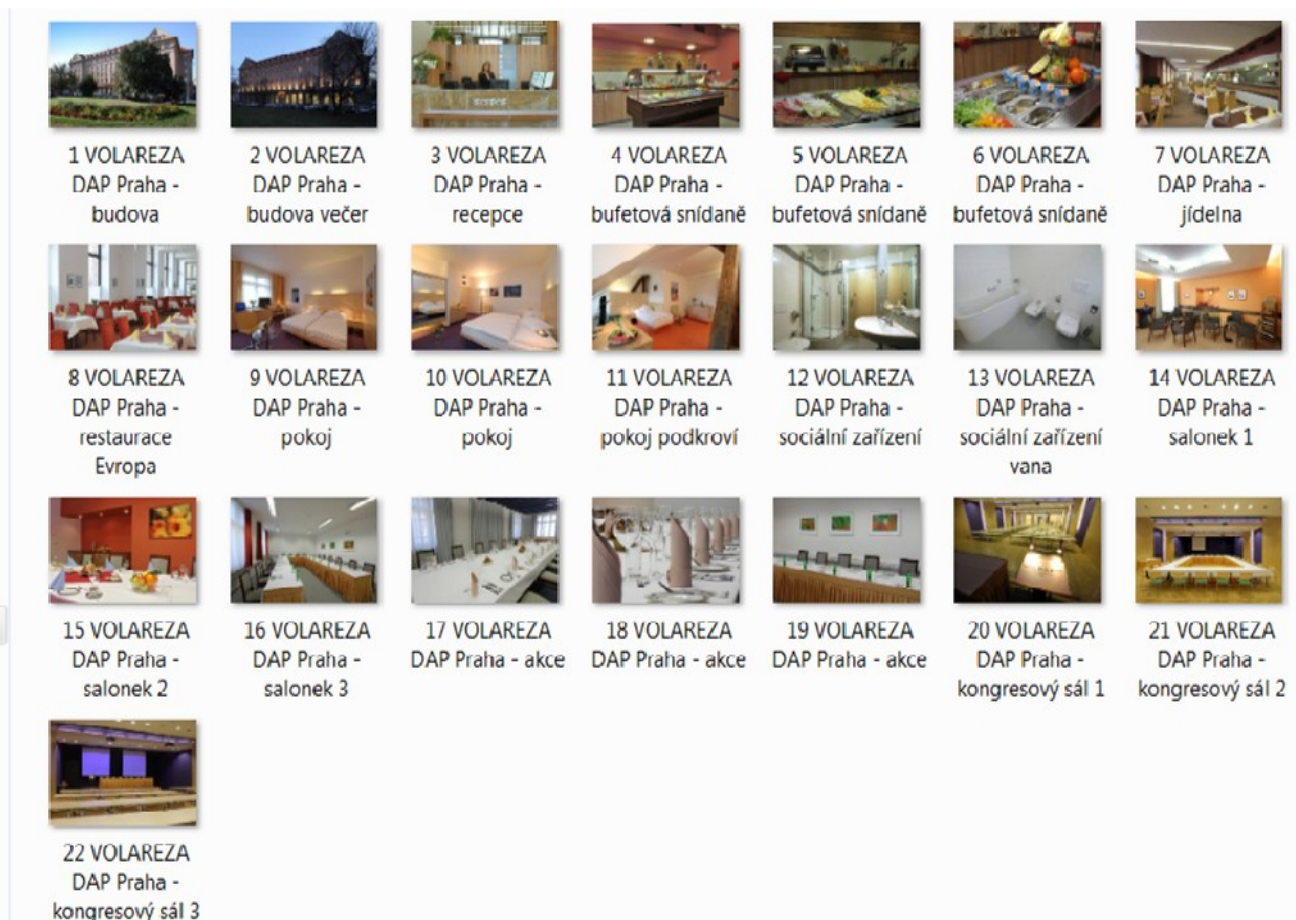 1 VOLAREZA
DAP Praha -
budova
2 VOLAREZA
DAP Praha -
budova večer
3 VOLAREZA
DAP Praha -
recepce
4 VOLAREZA
DAP Praha -
bufetová snídaně
5 VOLAREZA
DAP Praha -
bufetová snídaně
6 VOLAREZA
DAP Praha -
bufetová snídaně
7 VOLAREZA
DAP Praha -
jídelna
8 VOLAREZA
DAP Praha -
restaurace
Evropa
9 VOLAREZA
DAP Praha -
pokoj
10 VOLAREZA
DAP Praha -
pokoj
11 VOLAREZA
DAP Praha -
pokoj podkroví
12 VOLAREZA
DAP Praha -
sociální zařízení
13 VOLAREZA
DAP Praha -
sociální zařízení
vana
14 VOLAREZA
DAP Praha -
salonek 1
15 VOLAREZA
DAP Praha -
salonek 2
16 VOLAREZA
DAP Praha -
salonek 3
17 VOLAREZA
DAP Praha - akce
18 VOLAREZA
DAP Praha - akce
19 VOLAREZA
DAP Praha - akce
20 VOLAREZA
DAP Praha -
kongresový sál 1
21 VOLAREZA
DAP Praha -
kongresový sál 2
22 VOLAREZA
DAP Praha -
kongresový sál 3